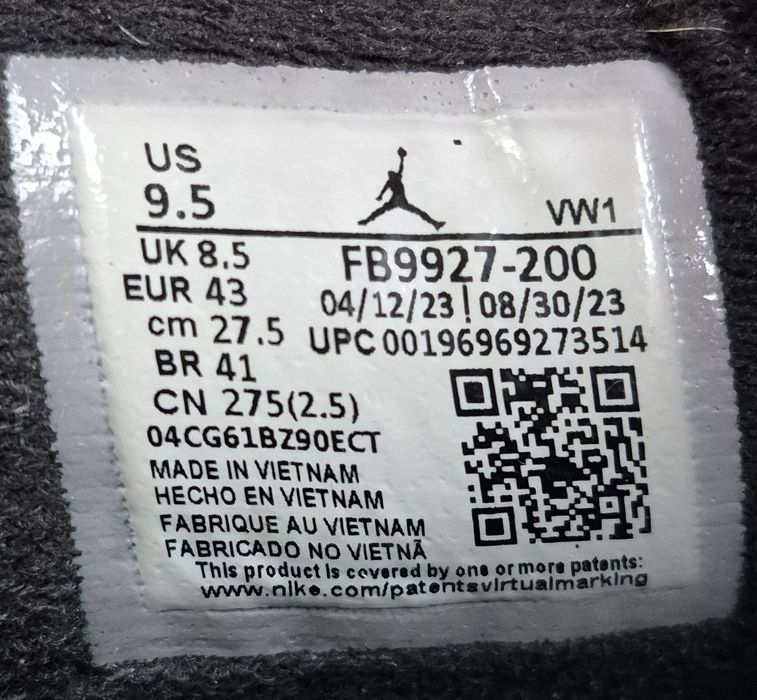 US
9.5
VW1
UK 8.5
FB9927-200
EUR 43
04/12/23 | 08/30/23
cm 27.5
UPC 00196969273514
BR 41
CN 275(2.5)
04CG61BZ90ECT
MADE IN VIETNAM
HECHO EN VIETNAM
FABRIQUE AU VIETNAM
FABRICADO NO VIETNÃ
This product is covered by one or more patents:
www.nike.com/patentsvirtualmarking